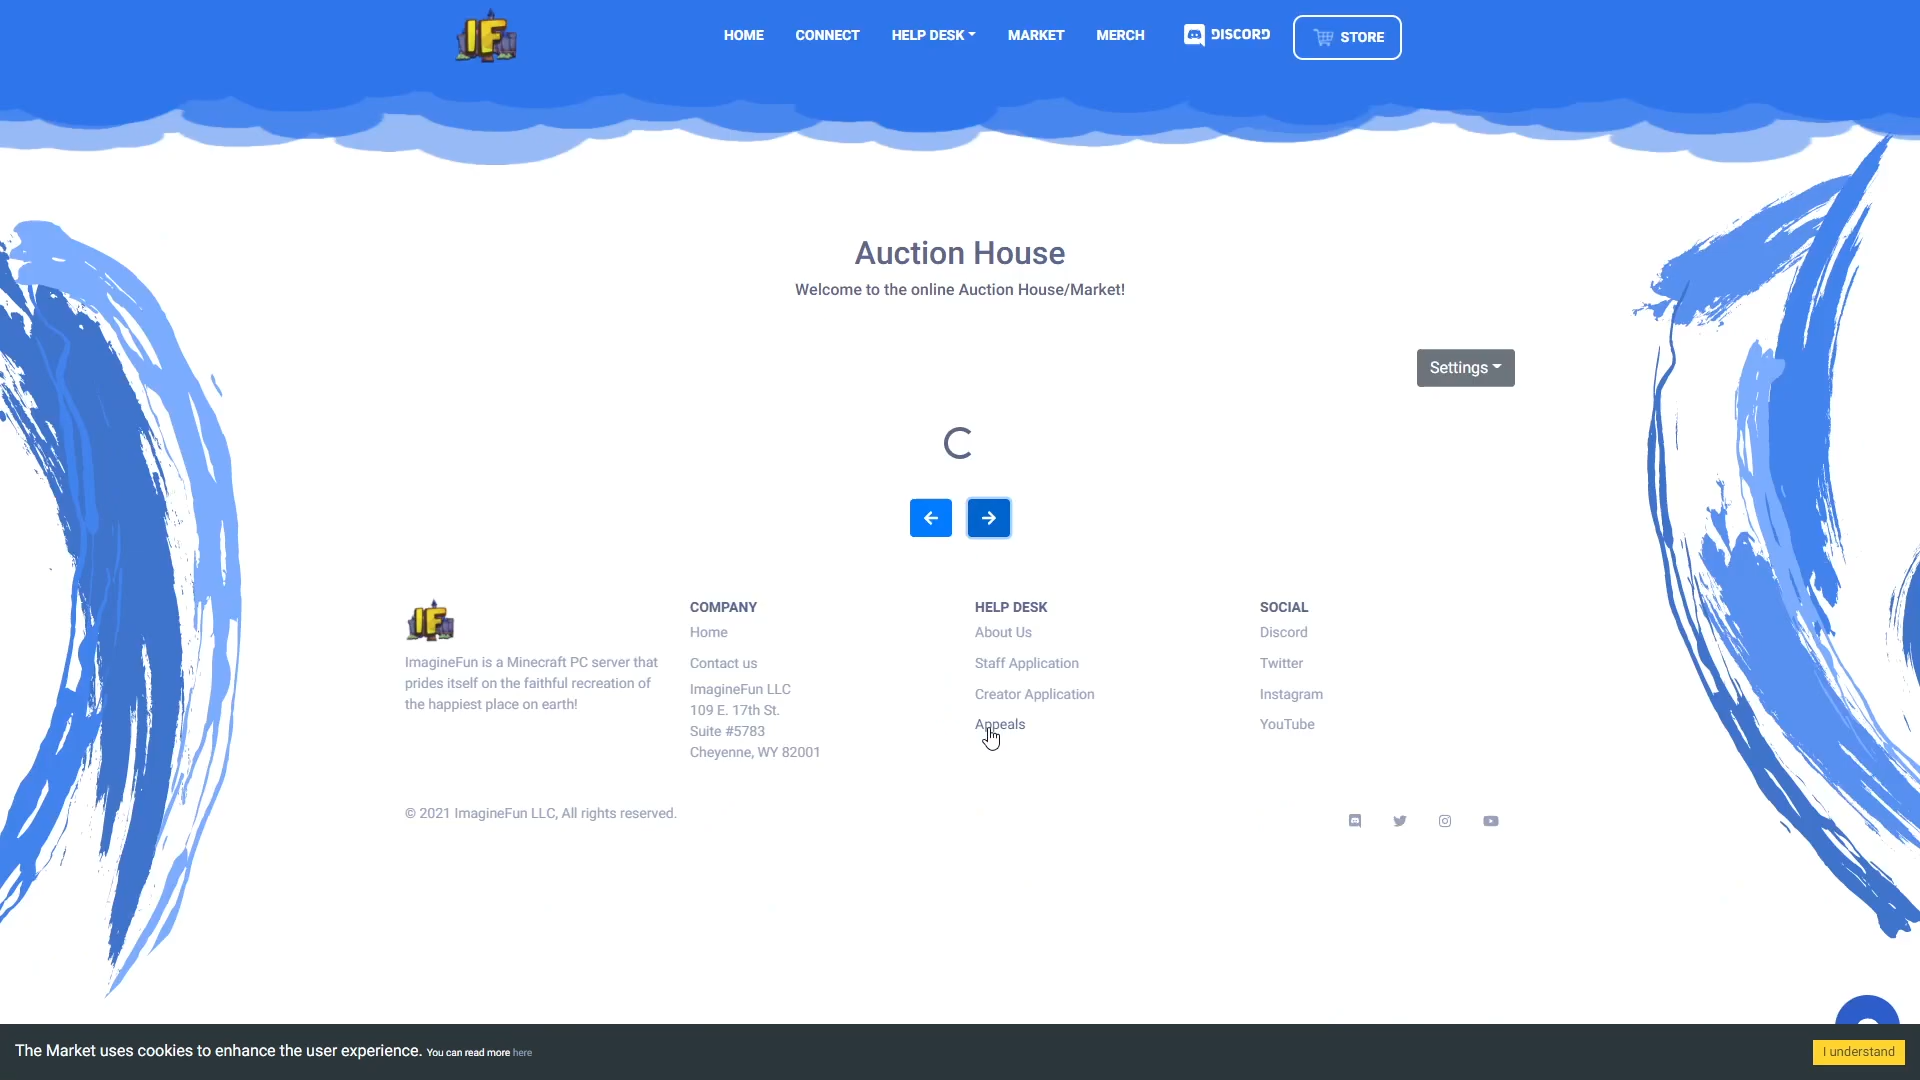 IF
HOME CONNECT HELP DESK MARKET MERCH DISCORD STORE
Auction House
Welcome to the online Auction House/Market!
Settings
IF
ImagineFun is a Minecraft PC server that
prides itself on the faithful recreation of
the happiest place on earth!
COMPANY
Home
Contact us
ImagineFun LLC
109 E. 17th St.
Suite #5783
Cheyenne, WY 82001
HELP DESK
About Us
Staff Application
Creator Application
Appeals
SOCIAL
Discord
Twitter
Instagram
YouTube
© 2021 ImagineFun LLC, All rights reserved.
The Market uses cookies to enhance the user experience. You can read more here
I understand